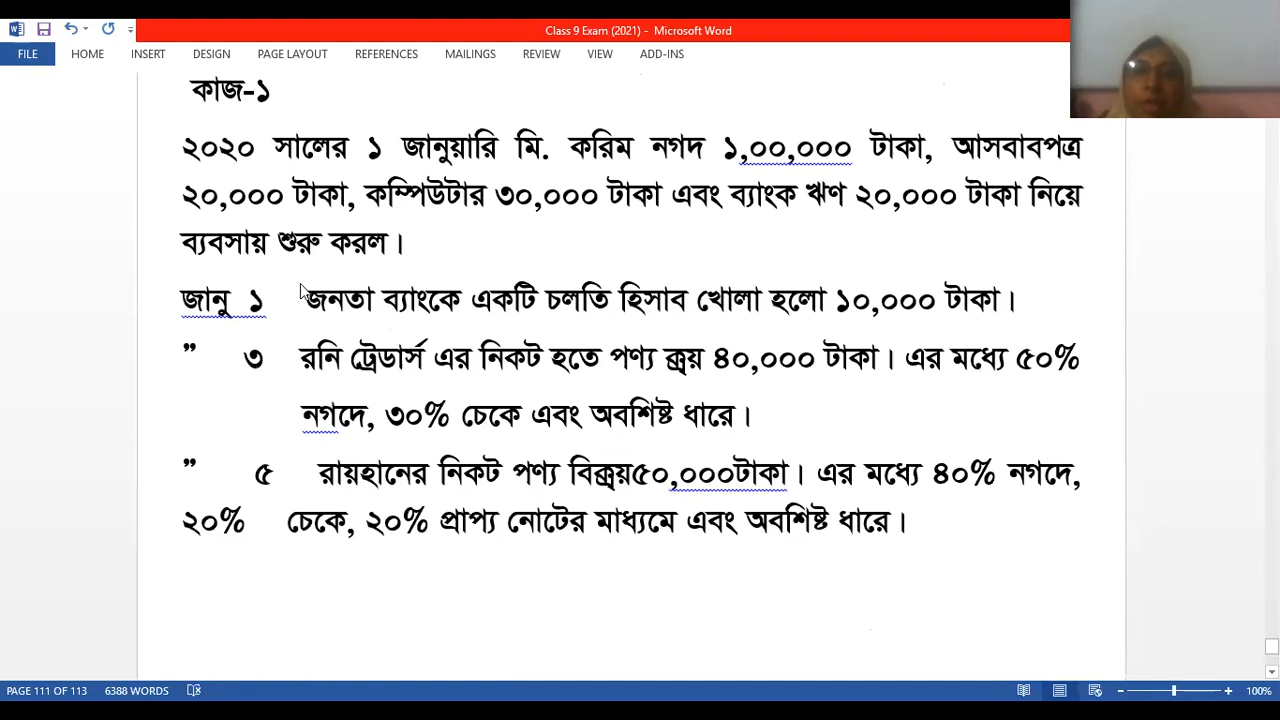 Class 9 Exam (2021) - Microsoft Word
FILE HOME INSERT DESIGN PAGE LAYOUT REFERENCES MAILINGS REVIEW VIEW ADD-INS
কাজ-১
২০২০ সালের ১ জানুয়ারি মি. করিম নগদ ১,০০,০০০ টাকা, আসবাবপত্র
২০,০০০ টাকা, কম্পিউটার ৩০,০০০ টাকা এবং ব্যাংক ঋণ ২০,০০০ টাকা নিয়ে
ব্যবসায় শুরু করল।
জানু ১ জনতা ব্যাংকে একটি চলতি হিসাব খোলা হলো ১০,০০০ টাকা।
” ৩ রনি ট্রেডার্স এর নিকট হতে পণ্য ক্রয় ৪০,০০০ টাকা। এর মধ্যে ৫০%
নগদে, ৩০% চেকে এবং অবশিষ্ট ধারে।
” ৫ রায়হানের নিকট পণ্য বিক্রয়৫০,০০০টাকা। এর মধ্যে ৪০% নগদে,
২০% চেকে, ২০% প্রাপ্য নোটের মাধ্যমে এবং অবশিষ্ট ধারে।
PAGE 111 OF 113 6388 WORDS 100%